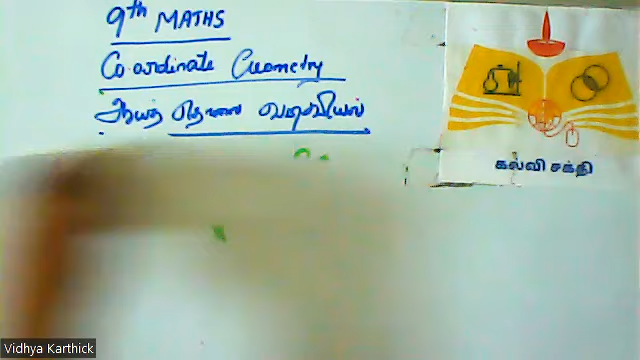 9th MATHS
Co-ordinate Geometry
ஆயத் தொலை வடிவியல்
கல்வி சக்தி
Vidhya Karthick